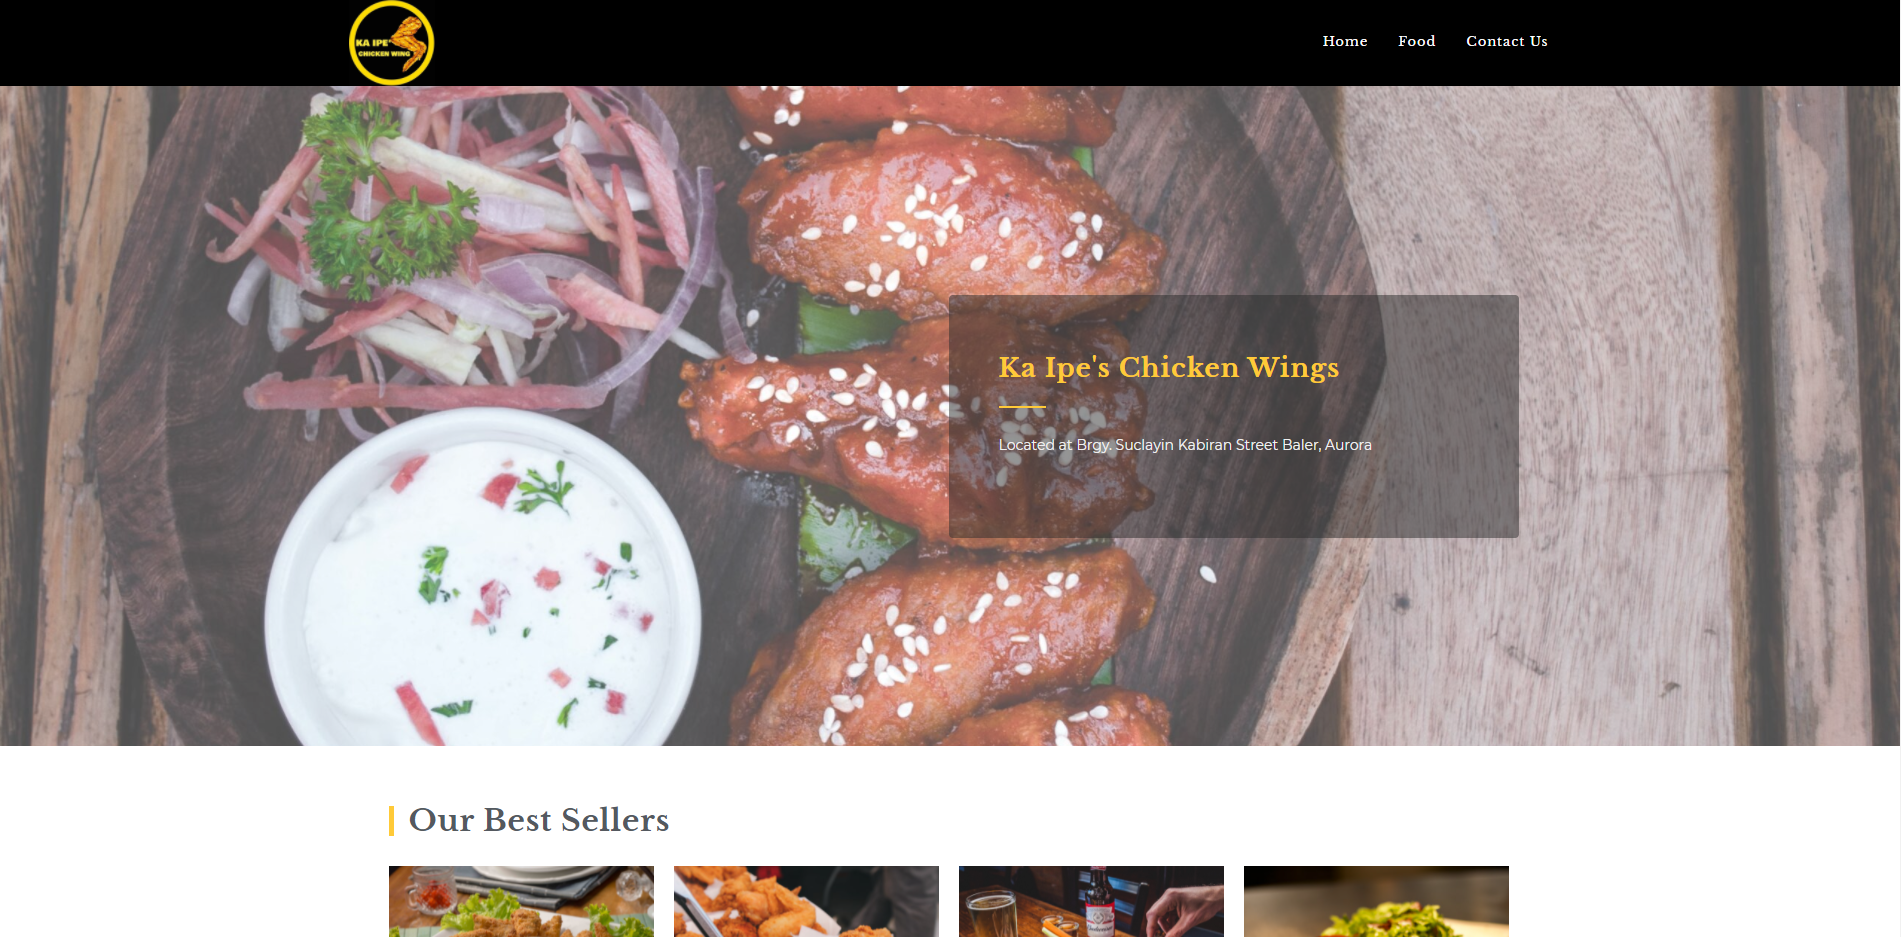 KA IPE'S
CHICKEN WING
Home Food Contact Us
Ka Ipe's Chicken Wings
Located at Brgy. Suclayin Kabiran Street Baler, Aurora
Our Best Sellers
Budweiser